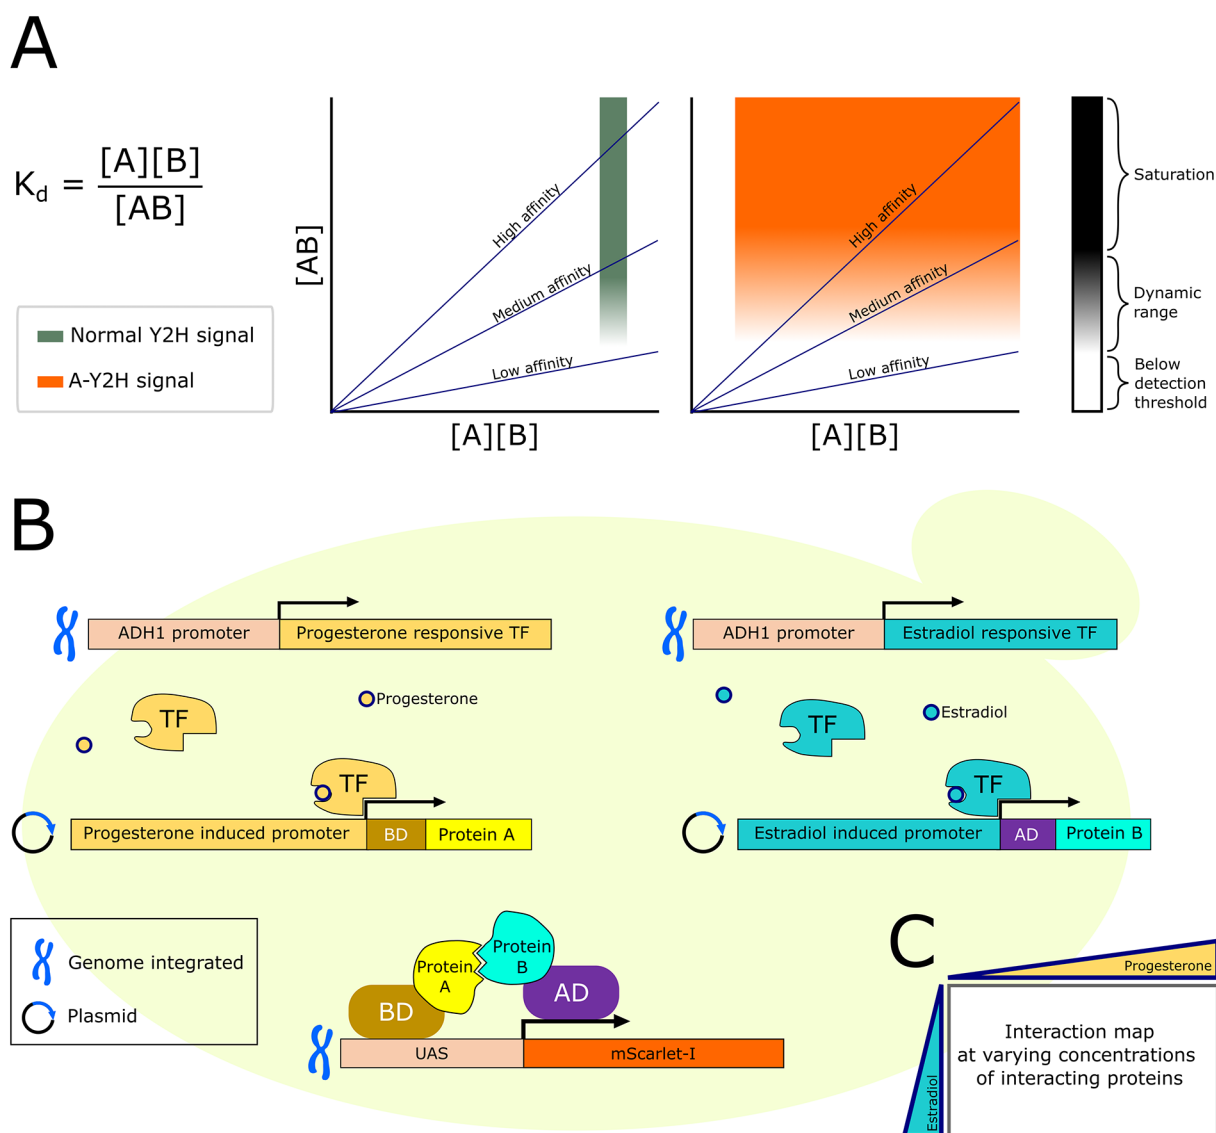 A
K_d = [A][B] / [AB]
Normal Y2H signal
A-Y2H signal
[AB]
High affinity
Medium affinity
Low affinity
[A][B]
High affinity
Medium affinity
Low affinity
[A][B]
Saturation
Dynamic
range
Below
detection
threshold
B
ADH1 promoter
Progesterone responsive TF
ADH1 promoter
Estradiol responsive TF
TF
Progesterone
TF
Estradiol
TF
TF
Progesterone induced promoter
BD
Protein A
Estradiol induced promoter
AD
Protein B
Genome integrated
Plasmid
Protein
A
Protein
B
BD
AD
UAS
mScarlet-I
C
Progesterone
Estradiol
Interaction map
at varying concentrations
of interacting proteins